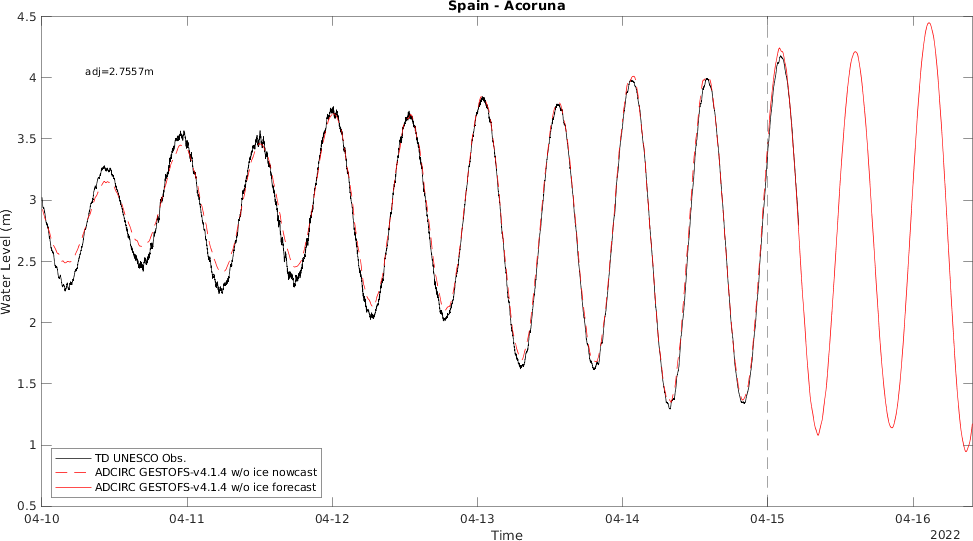 Spain - Acoruna
4.5
4
3.5
3
2.5
2
1.5
1
0.5
Water Level (m)
adj=2.7557m
TD UNESCO Obs.
ADCIRC GESTOFS-v4.1.4 w/o ice nowcast
ADCIRC GESTOFS-v4.1.4 w/o ice forecast
04-10 04-11 04-12 04-13 04-14 04-15 04-16
Time
2022